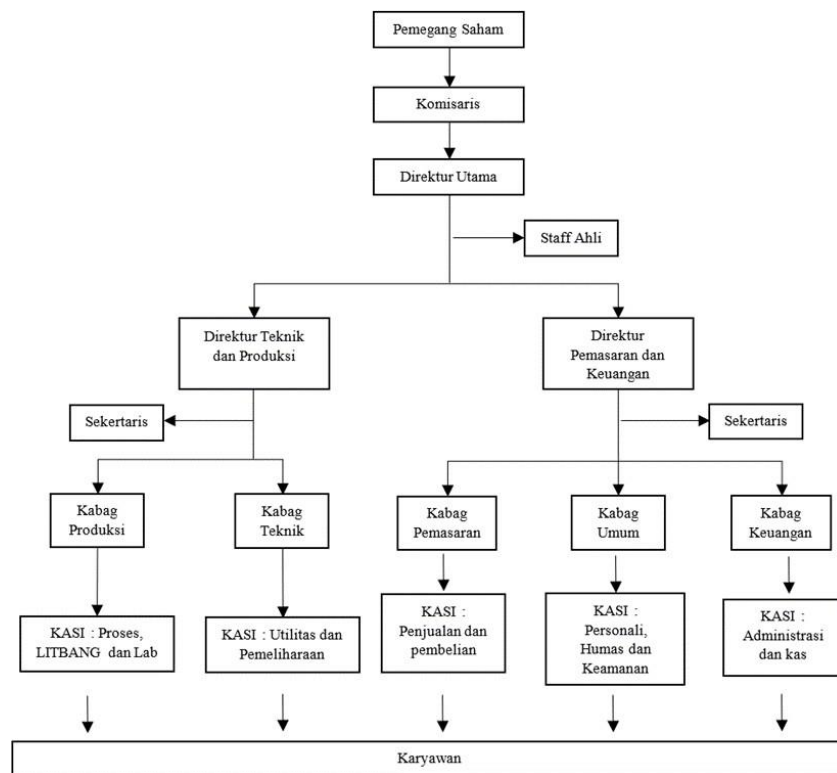 Pemegang Saham
Komisaris
Direktur Utama
Staff Ahli
Direktur Teknik
dan Produksi
Direktur
Pemasaran dan
Keuangan
Sekertaris
Sekertaris
Kabag
Produksi
Kabag
Teknik
Kabag
Pemasaran
Kabag
Umum
Kabag
Keuangan
KASI : Proses,
LITBANG dan Lab
KASI : Utilitas dan
Pemeliharaan
KASI :
Penjualan dan
pembelian
KASI :
Personali,
Humas dan
Keamanan
KASI :
Administrasi
dan kas
Karyawan